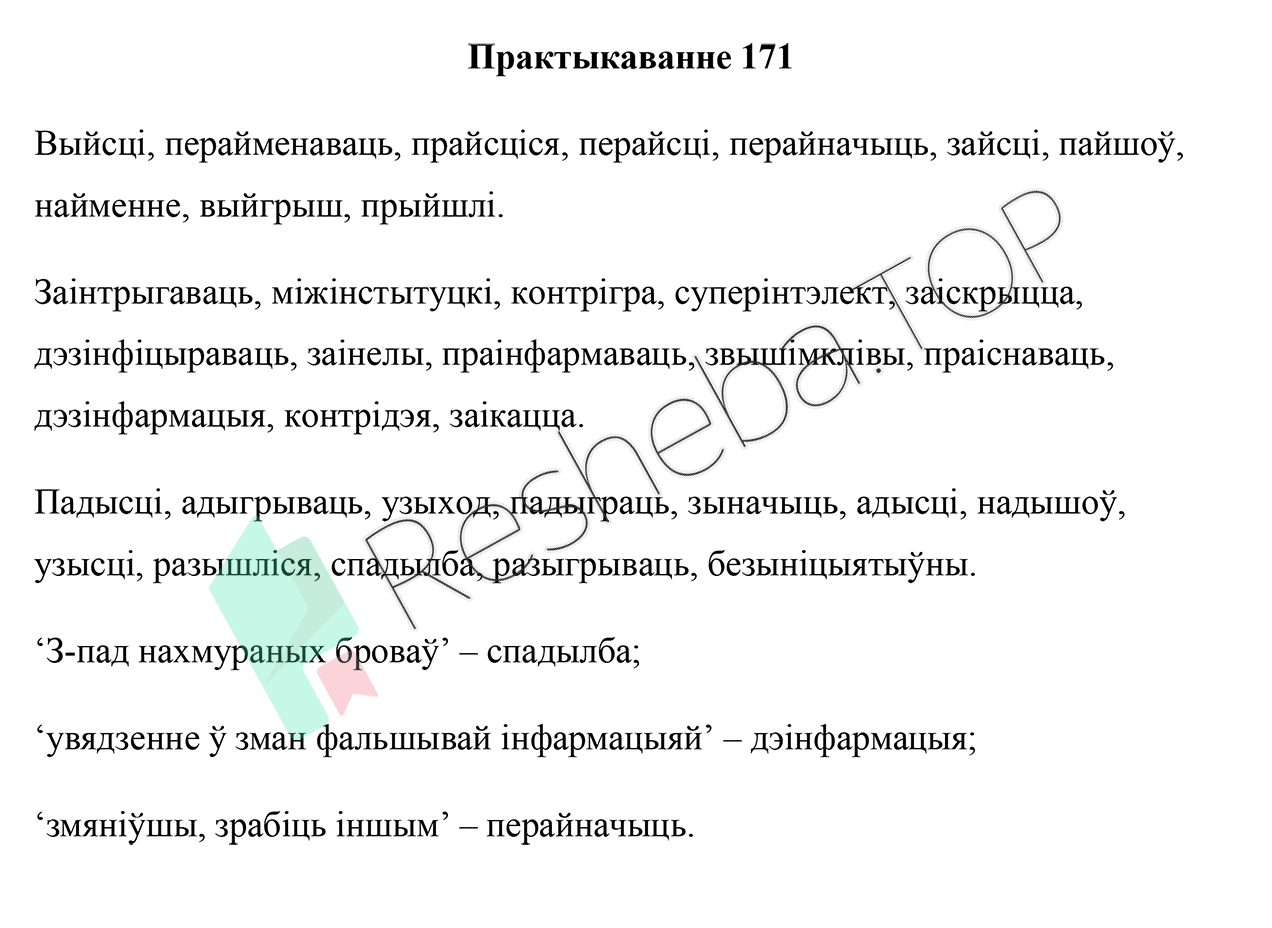 Практыкаванне 171
Выйсці, перайменаваць, прайсціся, перайсці, перайначыць, зайсці, пайшоў,
найменне, выйгрыш, прыйшлі.
Заінтрыгаваць, міжінстытуцкі, контрігра, суперінтэлект, заіскрыцца,
дэзінфіцыраваць, заінелы, праінфармаваць, звышімклівы, праіснаваць,
дэзінфармацыя, контрідэя, заікацца.
Падысці, адыгрываць, узыход, падыграць, зыначыць, адысці, надышоў,
узысці, разышліся, спадылба, разыгрываць, безыніцыятыўны.
‘З-пад нахмураных броваў’ – спадылба;
‘увядзенне ў зман фальшывай інфармацыяй’ – дэінфармацыя;
‘змяніўшы, зрабіць іншым’ – перайначыць.
Resheba.TOP